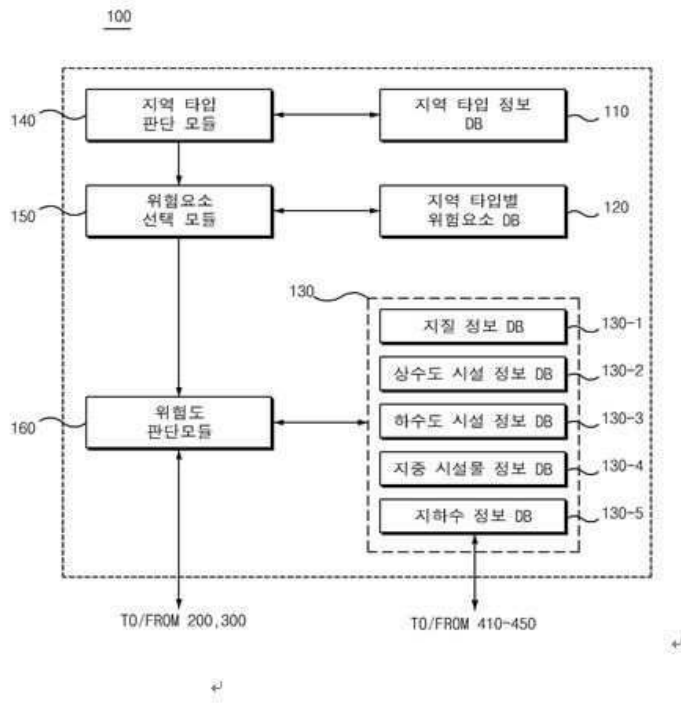 100
지역 타입
판단 모듈
140
지역 타입 정보
DB
110
위험요소
선택 모듈
150
지역 타입별
위험요소 DB
120
130
지질 정보 DB
130-1
상수도 시설 정보 DB
130-2
위험도
판단모듈
160
하수도 시설 정보 DB
130-3
지중 시설물 정보 DB
130-4
지하수 정보 DB
130-5
TO/FROM 200,300
TO/FROM 410-450